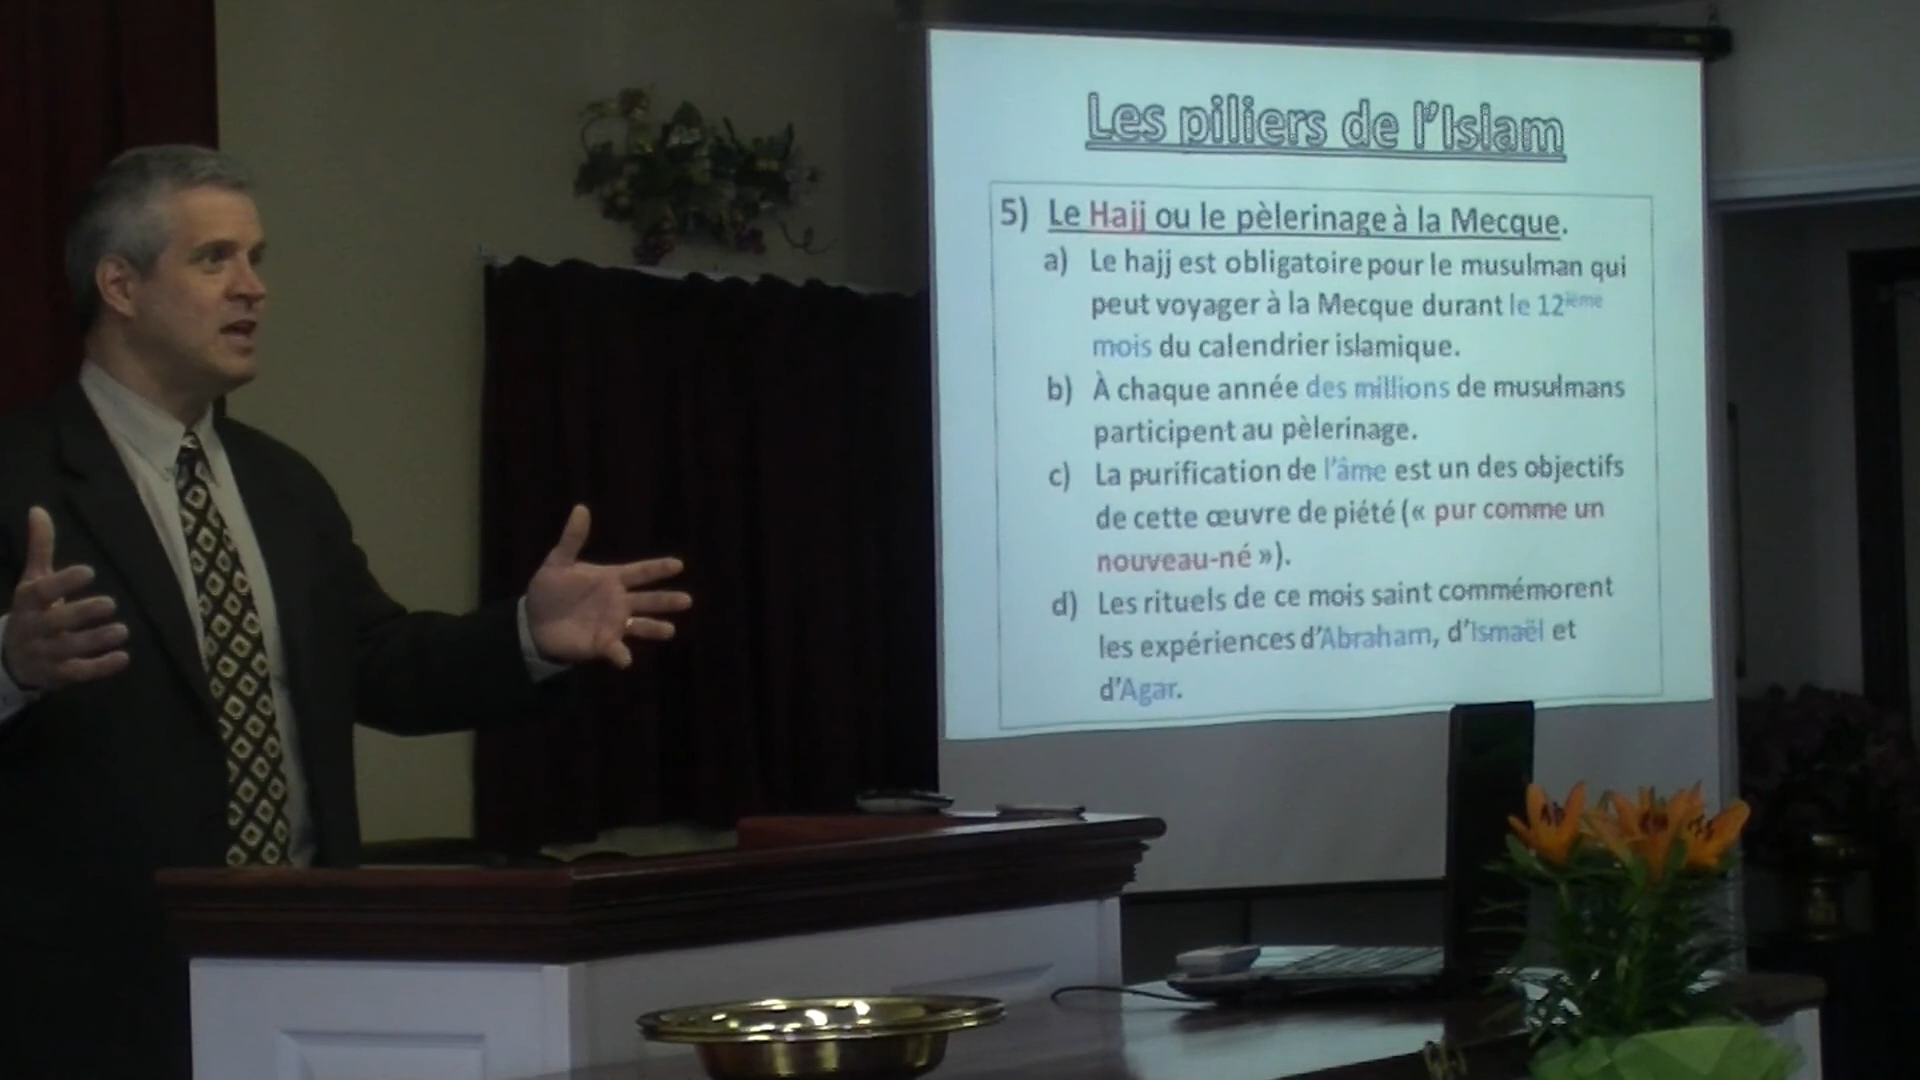 Les piliers de l'Islam
5) Le Hajj ou le pèlerinage à la Mecque.
a) Le hajj est obligatoire pour le musulman qui
peut voyager à la Mecque durant le 12ième
mois du calendrier islamique.
b) À chaque année des millions de musulmans
participent au pèlerinage.
c) La purification de l'âme est un des objectifs
de cette œuvre de piété (« pur comme un
nouveau-né »).
d) Les rituels de ce mois saint commémorent
les expériences d'Abraham, d'Ismaël et
d'Agar.